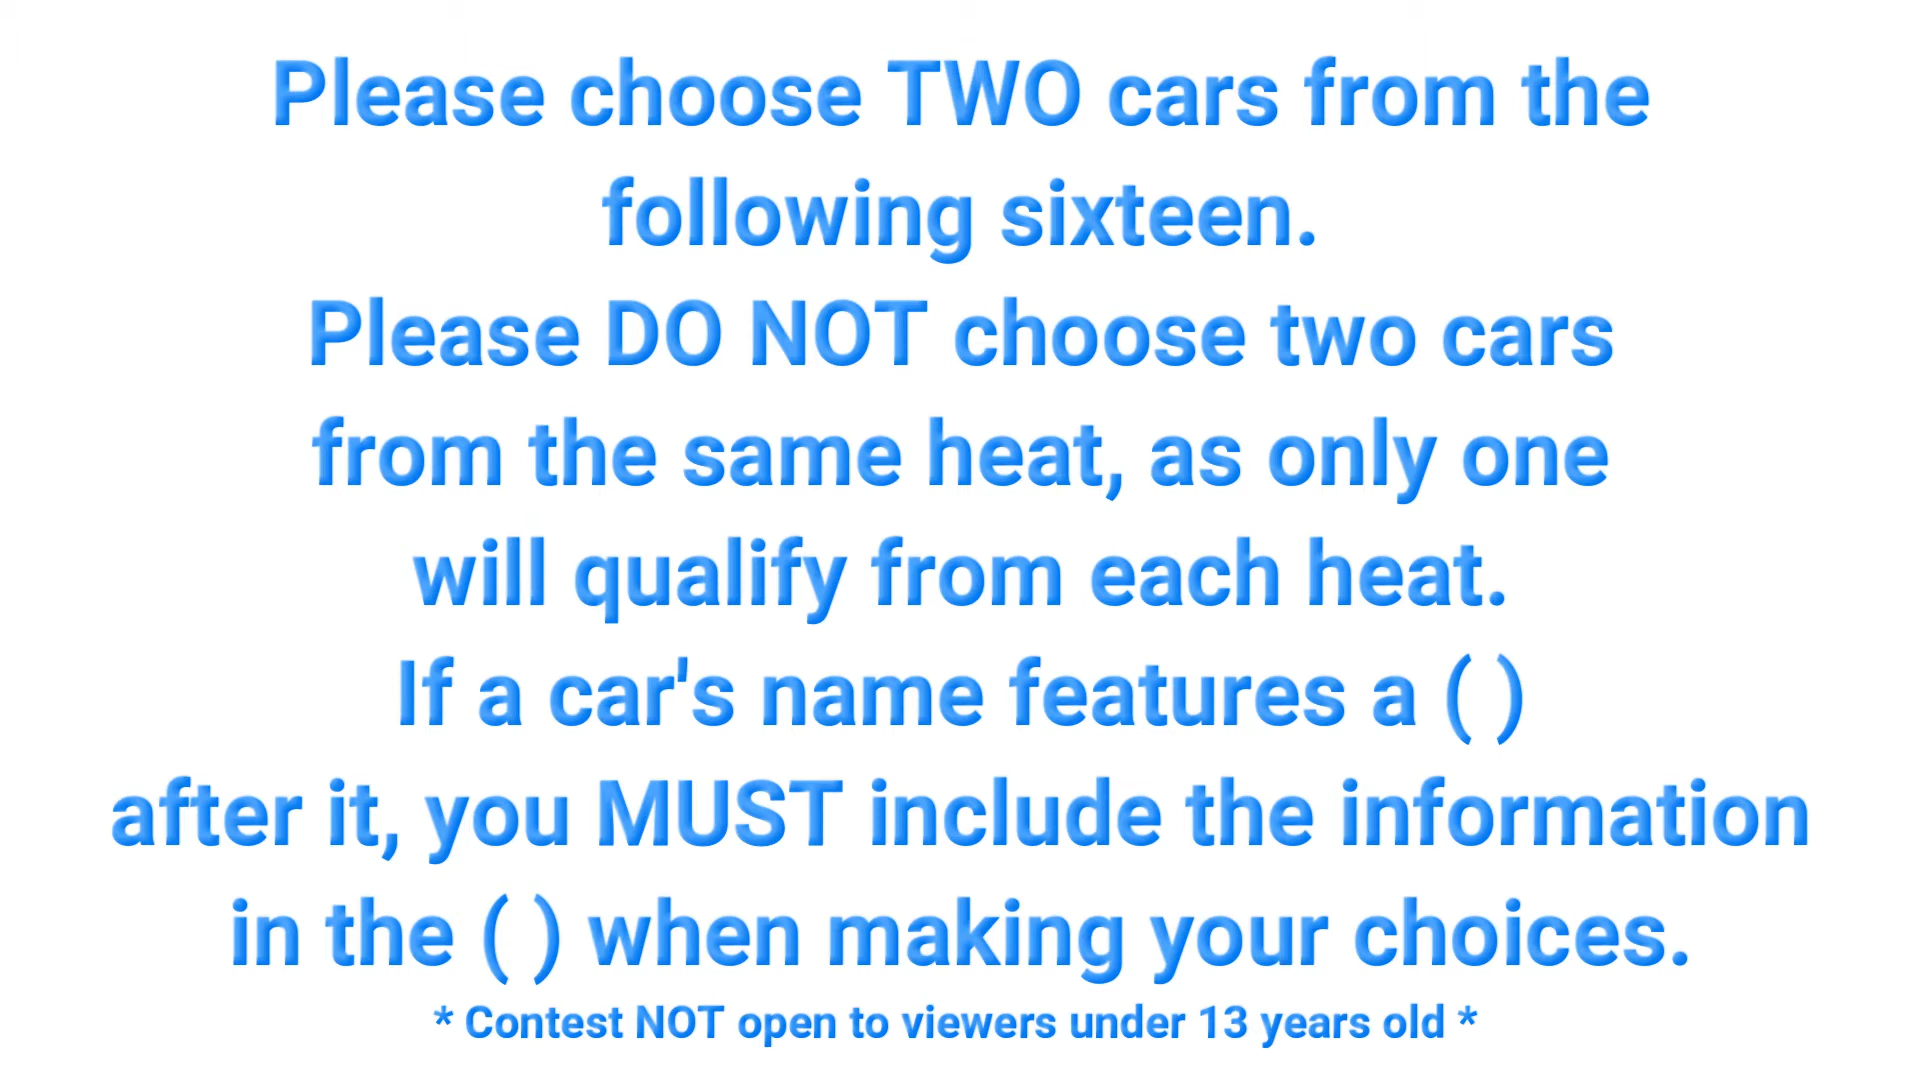 Please choose TWO cars from the
following sixteen.
Please DO NOT choose two cars
from the same heat, as only one
will qualify from each heat.
If a car's name features a ( )
after it, you MUST include the information
in the ( ) when making your choices.
* Contest NOT open to viewers under 13 years old *